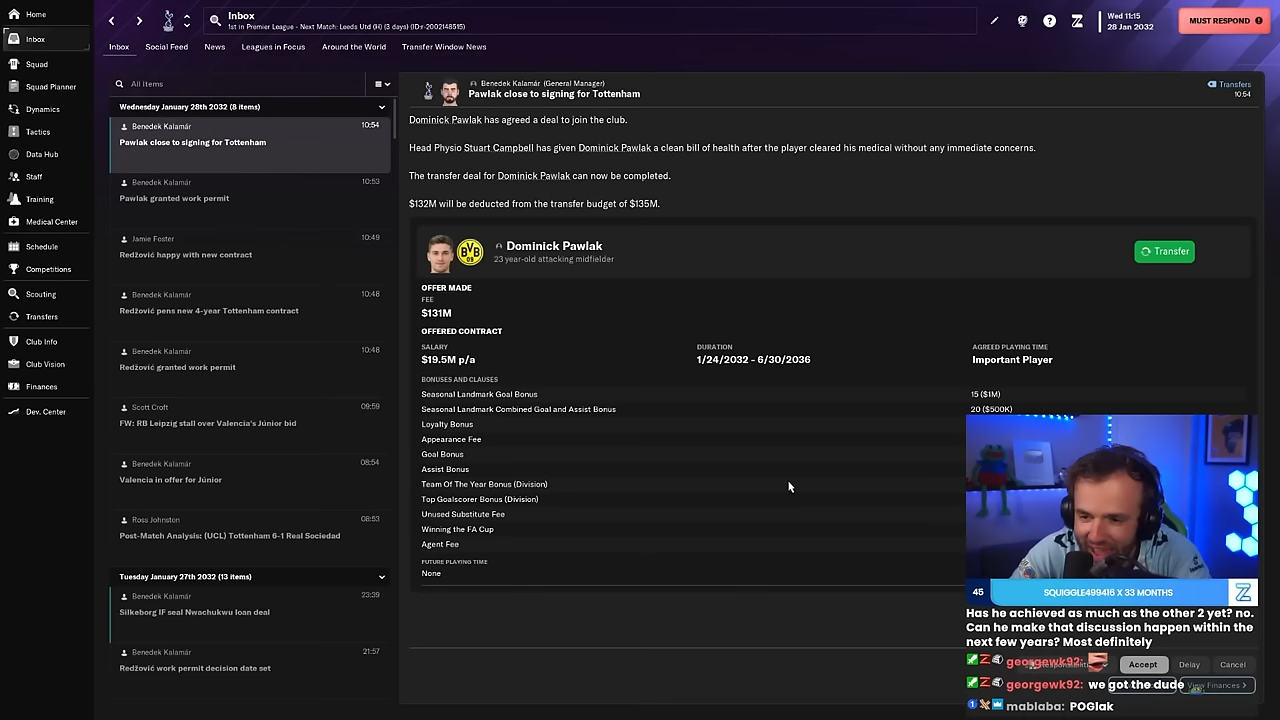 Home
Inbox
Squad
Squad Planner
Dynamics
Tactics
Data Hub
Staff
Training
Medical Center
Schedule
Competitions
Scouting
Transfers
Club Info
Club Vision
Finances
Dev. Center
Inbox
1st in Premier League - Next Match: Leeds Utd (H) (3 days) (ID:r-2002148515)
Wed 11:15
28 Jan 2032
MUST RESPOND
Inbox
Social Feed
News
Leagues in Focus
Around the World
Transfer Window News
All Items
Wednesday January 28th 2032 (8 items)
Benedek Kalamár 10:54
Pawlak close to signing for Tottenham
Benedek Kalamár 10:53
Pawlak granted work permit
Jamie Foster 10:49
Redžović happy with new contract
Benedek Kalamár 10:48
Redžović pens new 4-year Tottenham contract
Benedek Kalamár 10:48
Redžović granted work permit
Scott Croft 09:59
FW: RB Leipzig stall over Valencia's Júnior bid
Benedek Kalamár 08:54
Valencia in offer for Júnior
Ross Johnston 08:53
Post-Match Analysis: (UCL) Tottenham 6-1 Real Sociedad
Tuesday January 27th 2032 (13 items)
Benedek Kalamár 23:39
Silkeborg IF seal Nwachukwu loan deal
Benedek Kalamár 21:57
Redžović work permit decision date set
Benedek Kalamár (General Manager)
Pawlak close to signing for Tottenham
Transfers
10:54
Dominick Pawlak has agreed a deal to join the club.
Head Physio Stuart Campbell has given Dominick Pawlak a clean bill of health after the player cleared his medical without any immediate concerns.
The transfer deal for Dominick Pawlak can now be completed.
$132M will be deducted from the transfer budget of $135M.
BVB
09
Dominick Pawlak
23 year-old attacking midfielder
Transfer
OFFER MADE
FEE
$131M
OFFERED CONTRACT
SALARY
$19.5M p/a
DURATION
1/24/2032 - 6/30/2036
AGREED PLAYING TIME
Important Player
BONUSES AND CLAUSES
Seasonal Landmark Goal Bonus 15 ($1M)
Seasonal Landmark Combined Goal and Assist Bonus 20 ($500K)
Loyalty Bonus
Appearance Fee
Goal Bonus
Assist Bonus
Team Of The Year Bonus (Division)
Top Goalscorer Bonus (Division)
Unused Substitute Fee
Winning the FA Cup
Agent Fee
FUTURE PLAYING TIME
None
45 SQUIGGLE499416 X 33 MONTHS Z
Has he achieved as much as the other 2 yet? no.
Can he make that discussion happen within the
next few years? Most definitely
georgewk92:
Accept
Delay
Cancel
georgewk92: we got the dude
View Finances
mablaba: POGlak